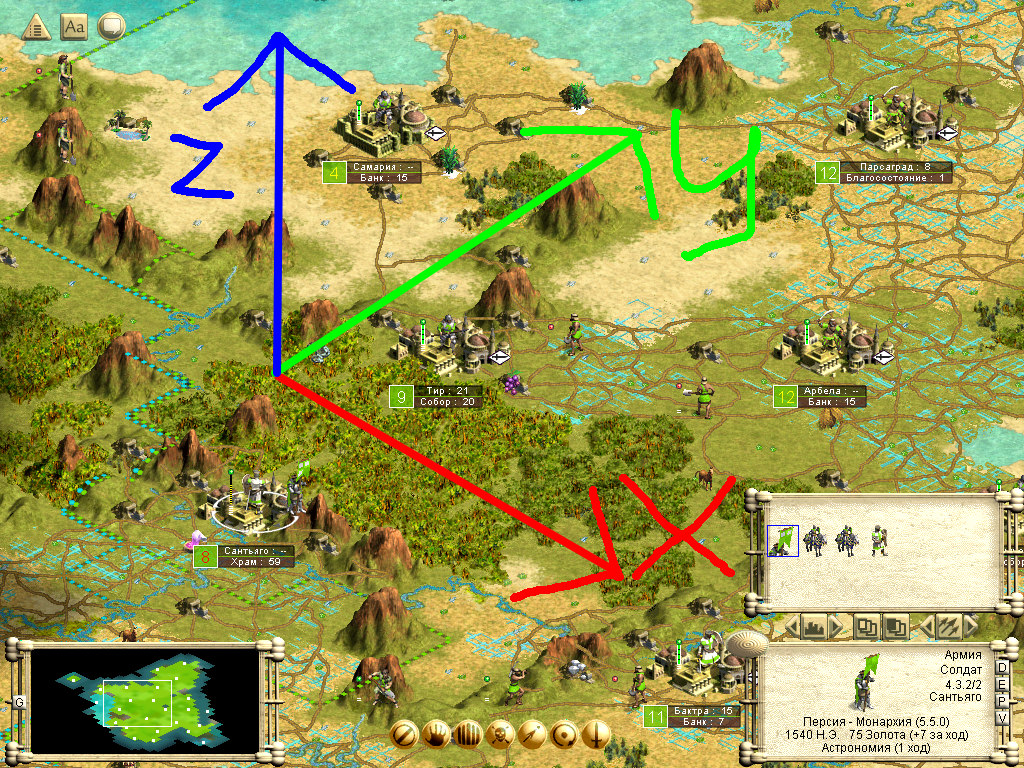 Aa
z
y
4 Самария : --
Банк : 15
12 Парсаград : 8
Благосостояние : 1
9 Тир : 21
Собор : 20
12 Арбела : --
Банк : 15
x
8 Сантьяго : --
Храм : 59
11 Бактра : 15
Банк : 7
G
D
E
P
V
Армия
Солдат
4.3.2/2
Сантьяго
Персия - Монархия (5.5.0)
1540 Н.Э. 75 Золота (+7 за ход)
Астрономия (1 ход)